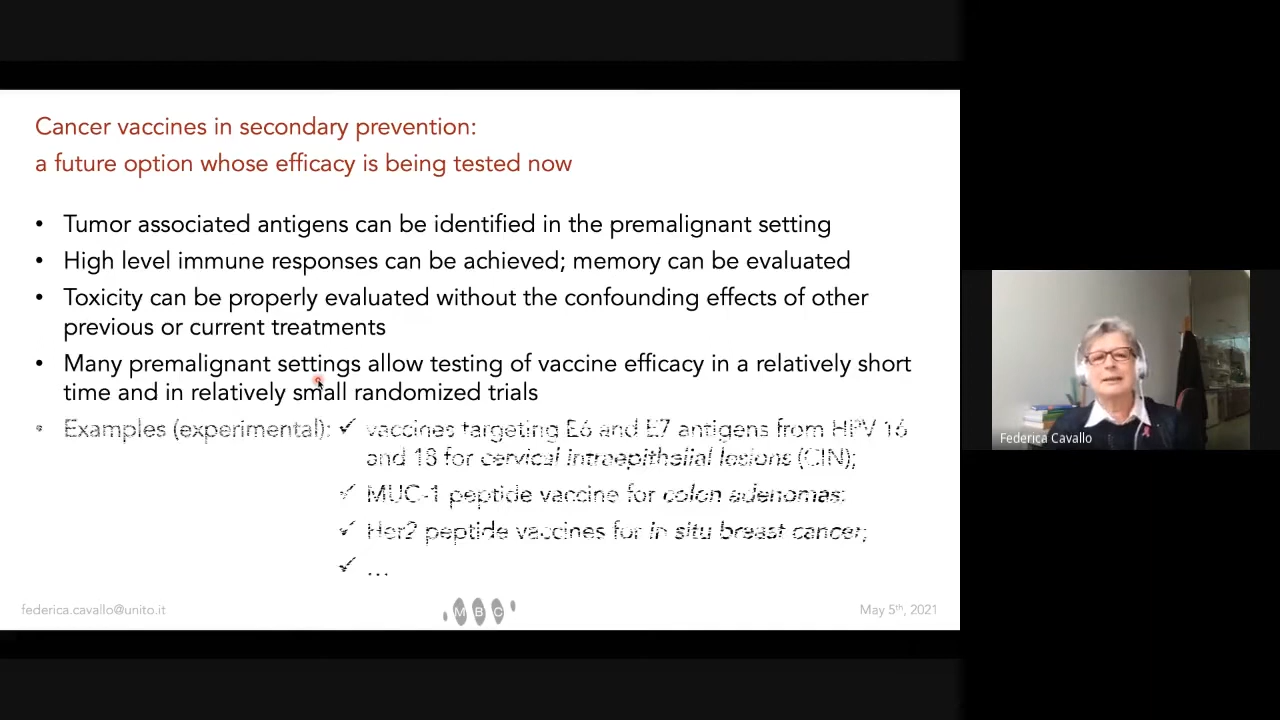 Cancer vaccines in secondary prevention:
a future option whose efficacy is being tested now
• Tumor associated antigens can be identified in the premalignant setting
• High level immune responses can be achieved; memory can be evaluated
• Toxicity can be properly evaluated without the confounding effects of other
previous or current treatments
• Many premalignant settings allow testing of vaccine efficacy in a relatively short
time and in relatively small randomized trials
• Examples (experimental): ✓ vaccines targeting E6 and E7 antigens from HPV 16
and 18 for cervical intraepithelial lesions (CIN);
✓ MUC-1 peptide vaccine for colon adenomas;
✓ Her2 peptide vaccines for in situ breast cancer;
✓ …
federica.cavallo@unito.it
MBC
May 5th, 2021
Federica Cavallo